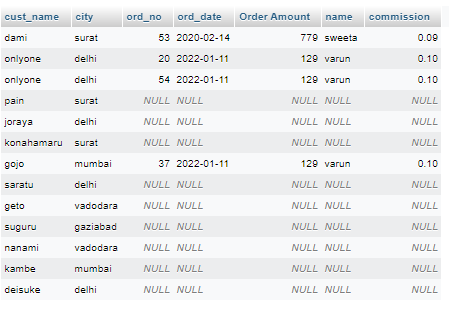 cust_name city ord_no ord_date Order Amount name commission
dami surat 53 2020-02-14 779 sweeta 0.09
onlyone delhi 20 2022-01-11 129 varun 0.10
onlyone delhi 54 2022-01-11 129 varun 0.10
pain surat NULL NULL NULL NULL NULL
joraya delhi NULL NULL NULL NULL NULL
konahamaru surat NULL NULL NULL NULL NULL
gojo mumbai 37 2022-01-11 129 varun 0.10
saratu delhi NULL NULL NULL NULL NULL
geto vadodara NULL NULL NULL NULL NULL
suguru gaziabad NULL NULL NULL NULL NULL
nanami vadodara NULL NULL NULL NULL NULL
kambe mumbai NULL NULL NULL NULL NULL
deisuke delhi NULL NULL NULL NULL NULL